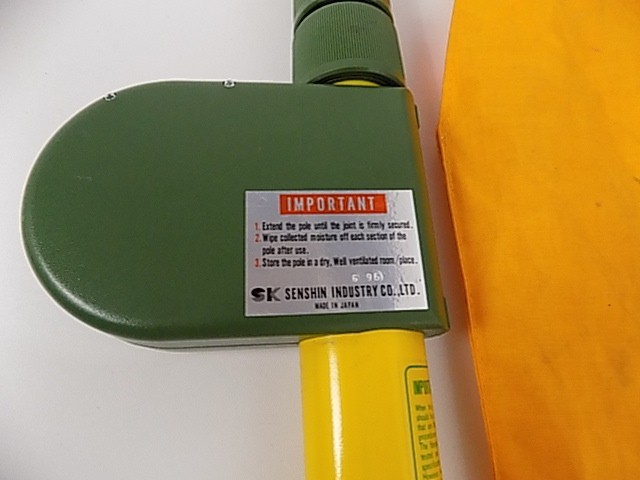 IMPORTANT
1. Extend the pole until the joint is firmly secured.
2. Wipe collected moisture off each section of the
pole after use.
3. Store the pole in a dry, Well ventilated room/place.
96
SK SENSHIN INDUSTRY CO.,LTD.
MADE IN JAPAN
When